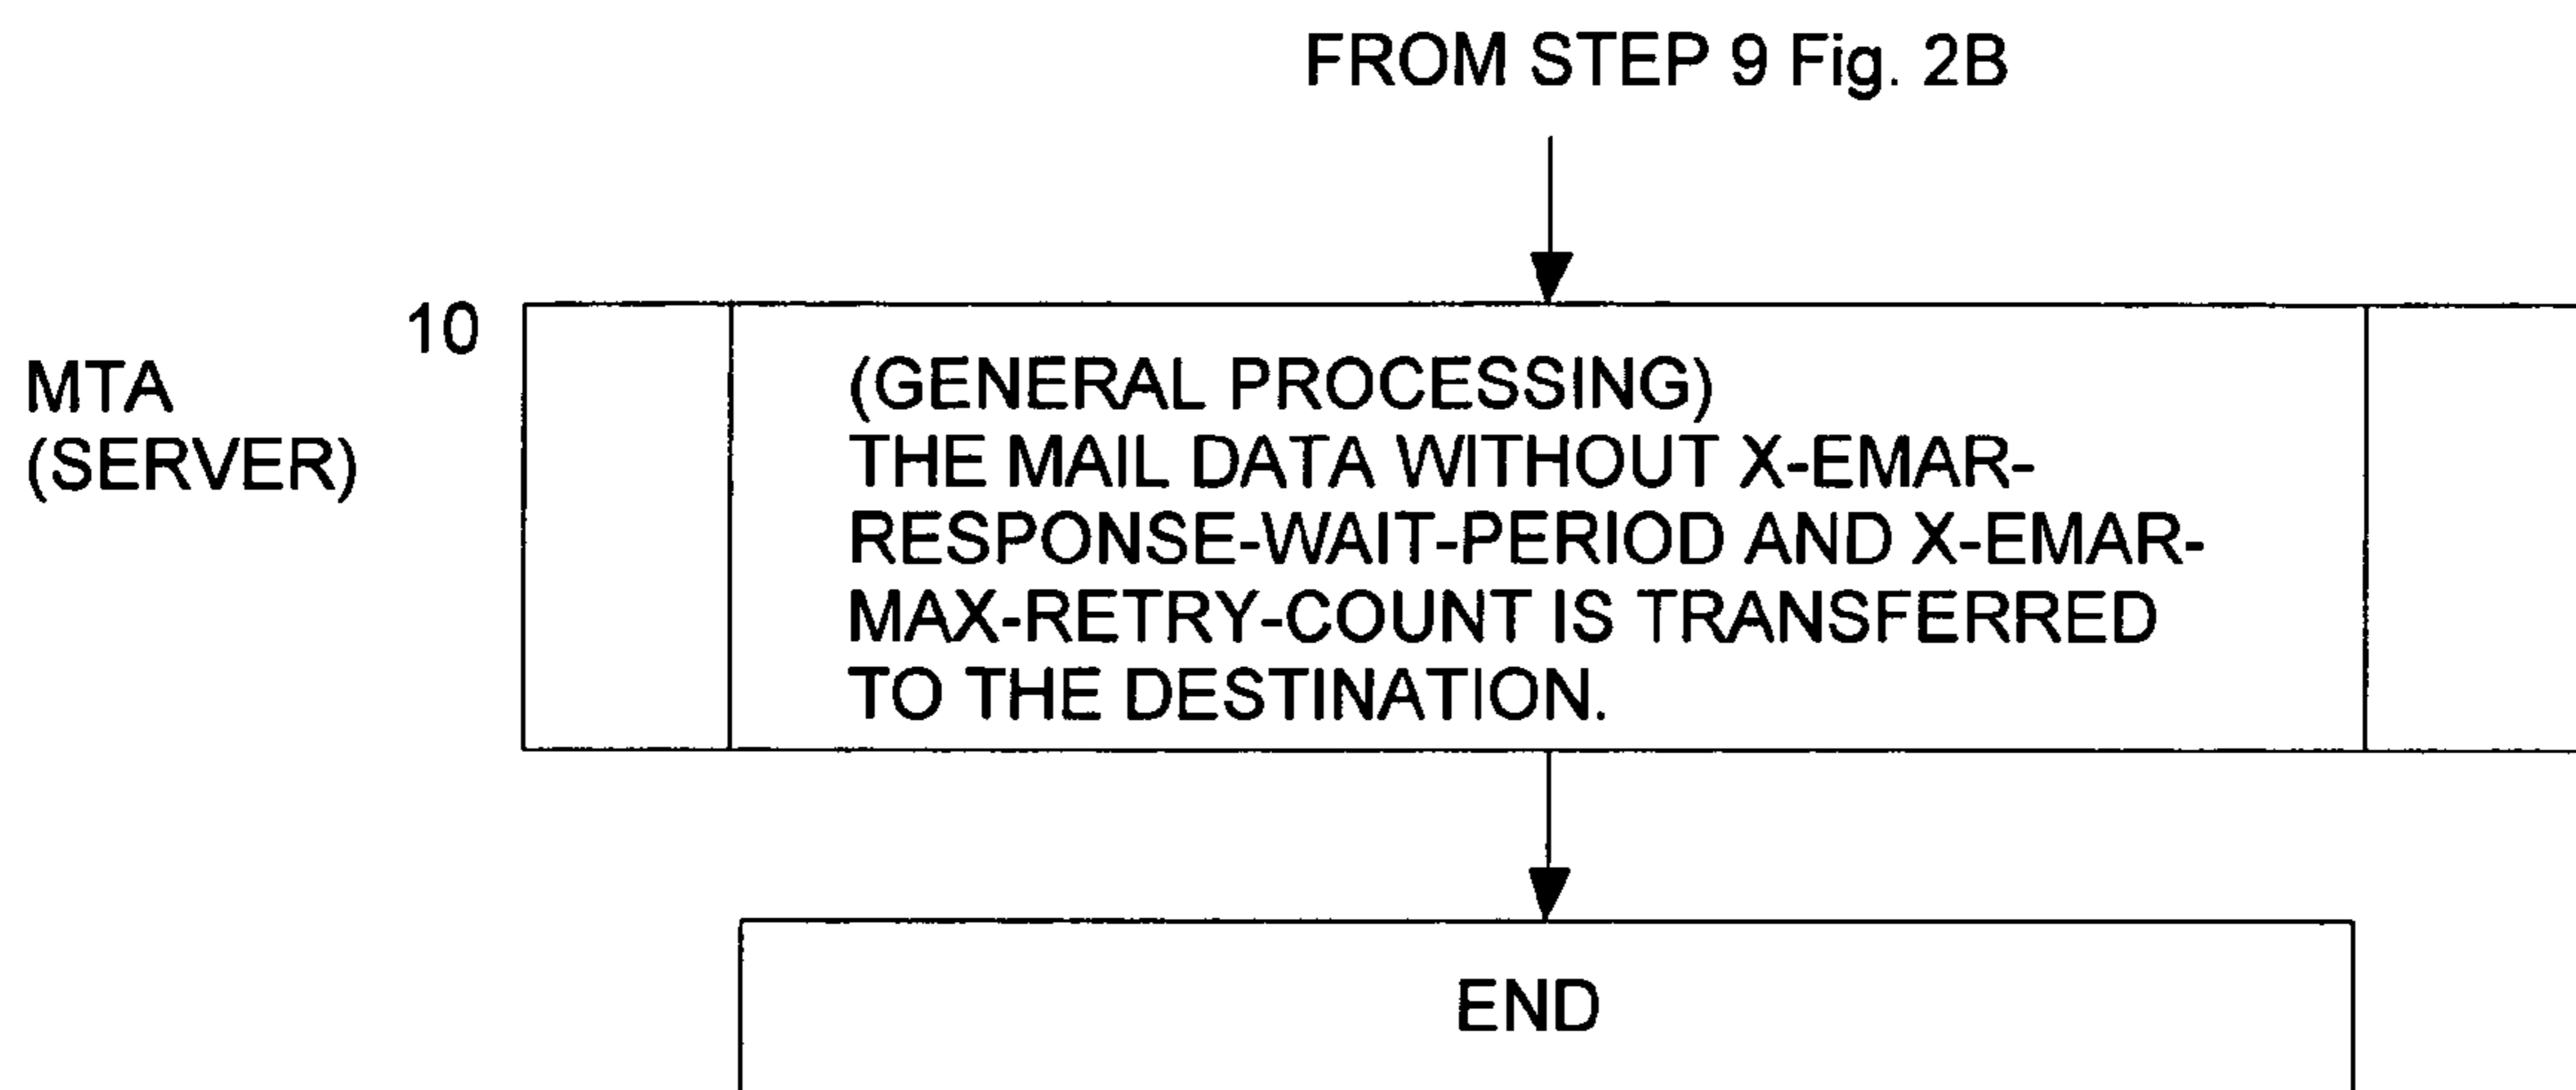 FROM STEP 9 Fig. 2B
10
MTA
(SERVER)
(GENERAL PROCESSING)
THE MAIL DATA WITHOUT X-EMAR-
RESPONSE-WAIT-PERIOD AND X-EMAR-
MAX-RETRY-COUNT IS TRANSFERRED
TO THE DESTINATION.
END